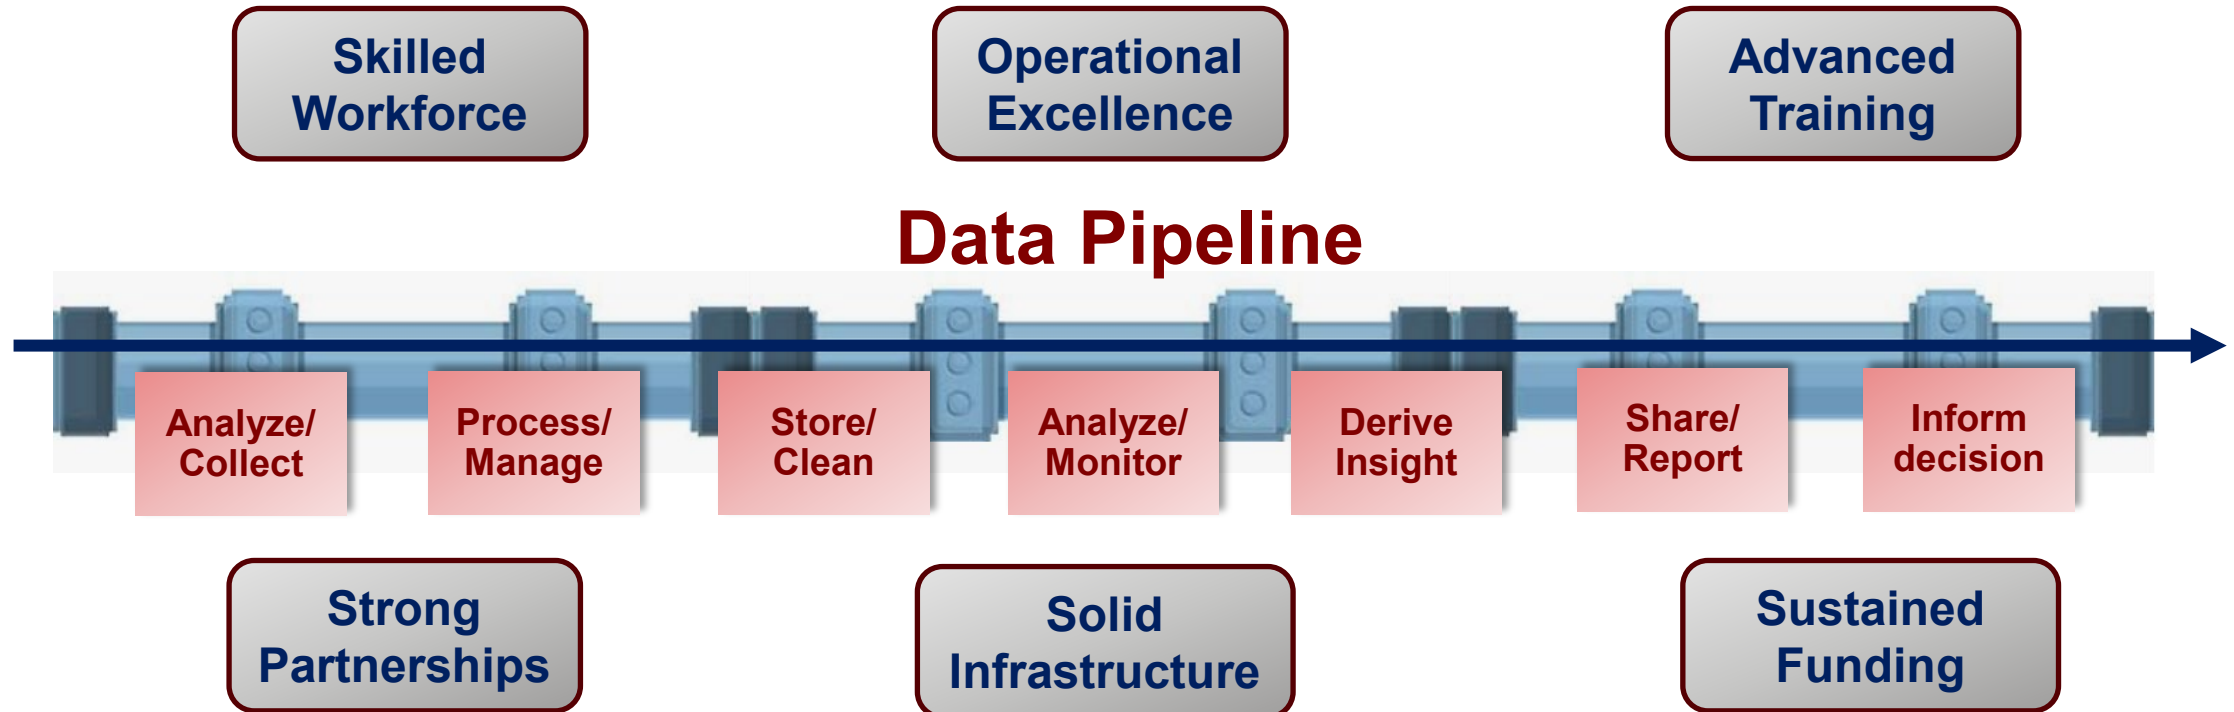 Skilled
Workforce
Operational
Excellence
Advanced
Training
Data Pipeline
Analyze/
Collect
Process/
Manage
Store/
Clean
Analyze/
Monitor
Derive
Insight
Share/
Report
Inform
decision
Strong
Partnerships
Solid
Infrastructure
Sustained
Funding